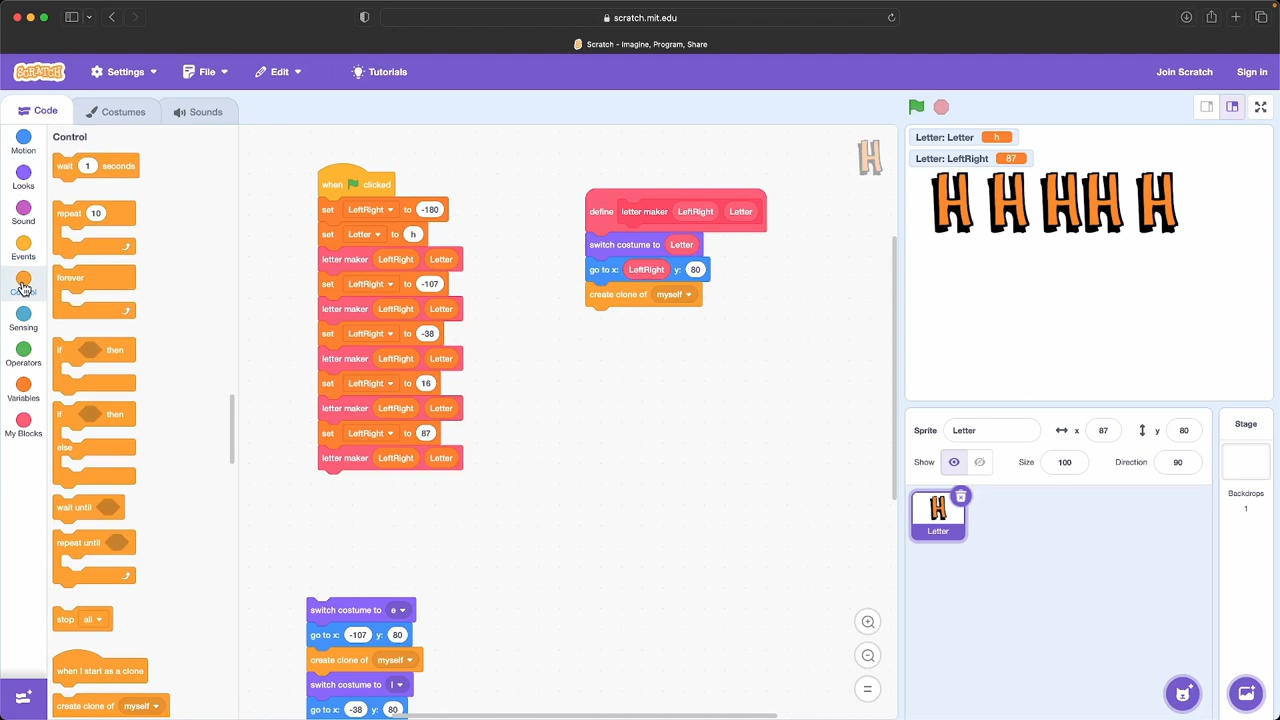 scratch.mit.edu
Scratch - Imagine, Program, Share
SCRATCH Settings File Edit Tutorials Join Scratch Sign in
Code Costumes Sounds
Motion
Looks
Sound
Events
Control
Sensing
Operators
Variables
My Blocks
Control
wait 1 seconds
repeat 10
forever
if then
if then
else
wait until
repeat until
stop all
when I start as a clone
create clone of myself
when clicked
set LeftRight to -180
set Letter to h
letter maker LeftRight Letter
set LeftRight to -107
letter maker LeftRight Letter
set LeftRight to -38
letter maker LeftRight Letter
set LeftRight to 16
letter maker LeftRight Letter
set LeftRight to 87
letter maker LeftRight Letter
switch costume to e
go to x: -107 y: 80
create clone of myself
switch costume to l
go to x: -38 y: 80
define letter maker LeftRight Letter
switch costume to Letter
go to x: LeftRight y: 80
create clone of myself
H
Letter: Letter h
Letter: LeftRight 87
H H H H H
Sprite Letter x 87 y 80
Show Size 100 Direction 90
H
Letter
Stage
Backdrops
1